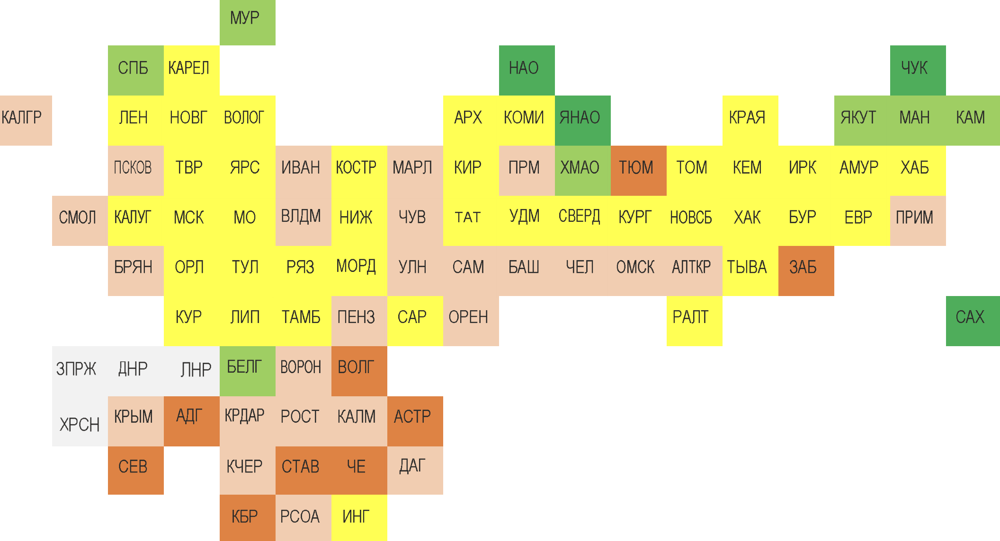 МУР
СПБ КАРЕЛ НАО ЧУК
КАЛГР ЛЕН НОВГ ВОЛОГ АРХ КОМИ ЯНАО КРАЯ ЯКУТ МАН КАМ
ПСКОВ ТВР ЯРС ИВАН КОСТР МАРЛ КИР ПРМ ХМАО ТЮМ ТОМ КЕМ ИРК АМУР ХАБ
СМОЛ КАЛУГ МСК МО ВЛДМ НИЖ ЧУВ ТАТ УДМ СВЕРД КУРГ НОВСБ ХАК БУР ЕВР ПРИМ
БРЯН ОРЛ ТУЛ РЯЗ МОРД УЛН САМ БАШ ЧЕЛ ОМСК АЛТКР ТЫВА ЗАБ
КУР ЛИП ТАМБ ПЕНЗ САР ОРЕН РАЛТ САХ
ЗПРЖ ДНР ЛНР БЕЛГ ВОРОН ВОЛГ
ХРСН КРЫМ АДГ КРДАР РОСТ КАЛМ АСТР
СЕВ КЧЕР СТАВ ЧЕ ДАГ
КБР РСОА ИНГ